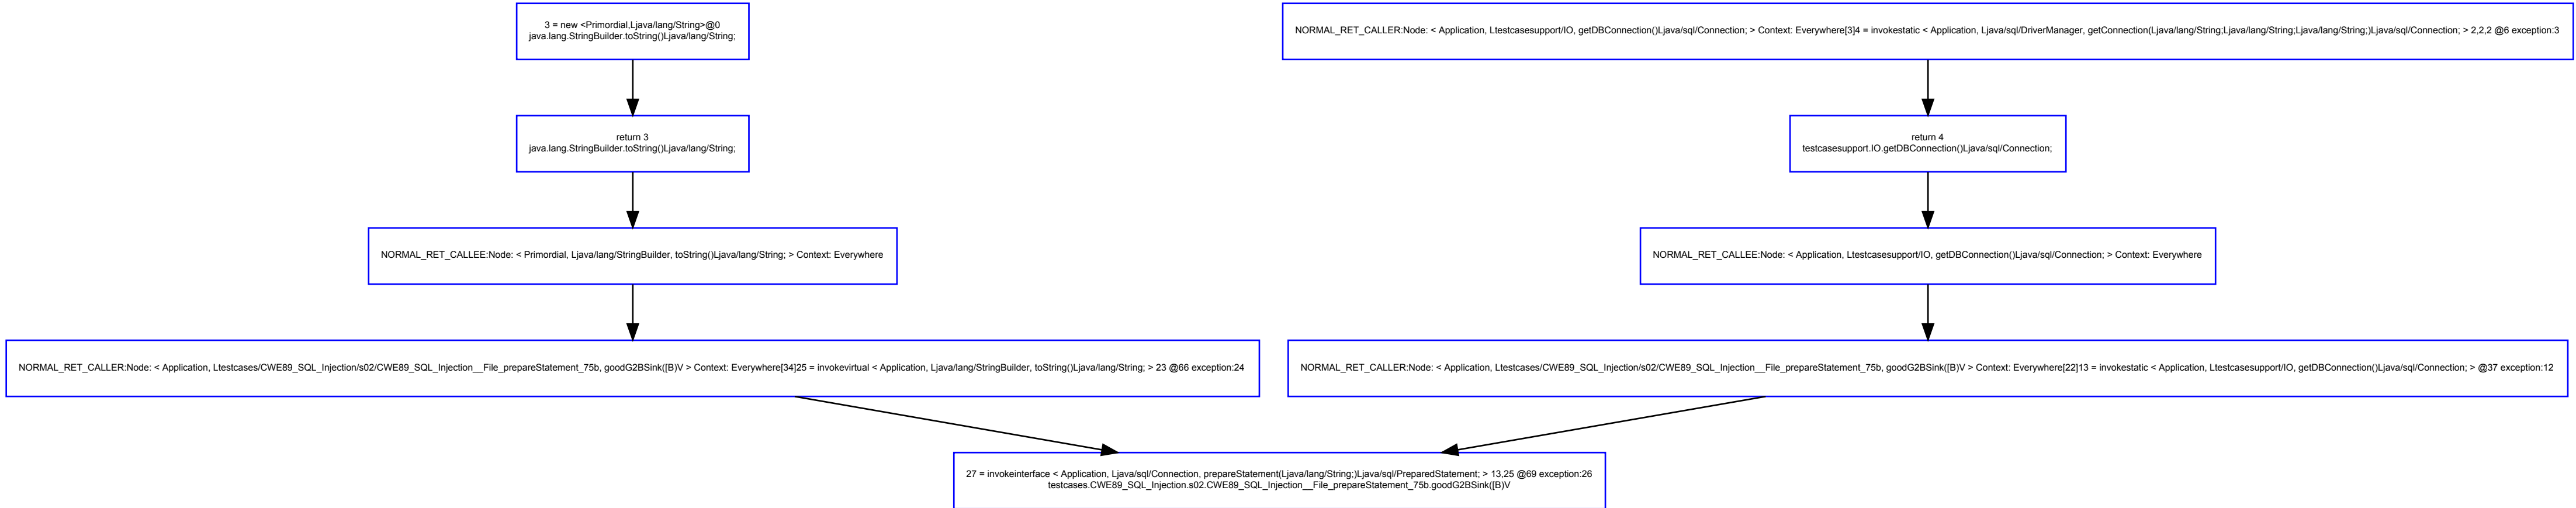 3 = new <Primordial,Ljava/lang/String>@0
java.lang.StringBuilder.toString()Ljava/lang/String;
NORMAL_RET_CALLER:Node: < Application, Ltestcasesupport/IO, getDBConnection()Ljava/sql/Connection; > Context: Everywhere[3]4 = invokestatic < Application, Ljava/sql/DriverManager, getConnection(Ljava/lang/String;Ljava/lang/String;Ljava/lang/String;)Ljava/sql/Connection; > 2,2,2 @6 exception:3
return 3
java.lang.StringBuilder.toString()Ljava/lang/String;
return 4
testcasesupport.IO.getDBConnection()Ljava/sql/Connection;
NORMAL_RET_CALLEE:Node: < Primordial, Ljava/lang/StringBuilder, toString()Ljava/lang/String; > Context: Everywhere
NORMAL_RET_CALLEE:Node: < Application, Ltestcasesupport/IO, getDBConnection()Ljava/sql/Connection; > Context: Everywhere
NORMAL_RET_CALLER:Node: < Application, Ltestcases/CWE89_SQL_Injection/s02/CWE89_SQL_Injection__File_prepareStatement_75b, goodG2BSink([B)V > Context: Everywhere[34]25 = invokevirtual < Application, Ljava/lang/StringBuilder, toString()Ljava/lang/String; > 23 @66 exception:24
NORMAL_RET_CALLER:Node: < Application, Ltestcases/CWE89_SQL_Injection/s02/CWE89_SQL_Injection__File_prepareStatement_75b, goodG2BSink([B)V > Context: Everywhere[22]13 = invokestatic < Application, Ltestcasesupport/IO, getDBConnection()Ljava/sql/Connection; > @37 exception:12
27 = invokeinterface < Application, Ljava/sql/Connection, prepareStatement(Ljava/lang/String;)Ljava/sql/PreparedStatement; > 13,25 @69 exception:26
testcases.CWE89_SQL_Injection.s02.CWE89_SQL_Injection__File_prepareStatement_75b.goodG2BSink([B)V